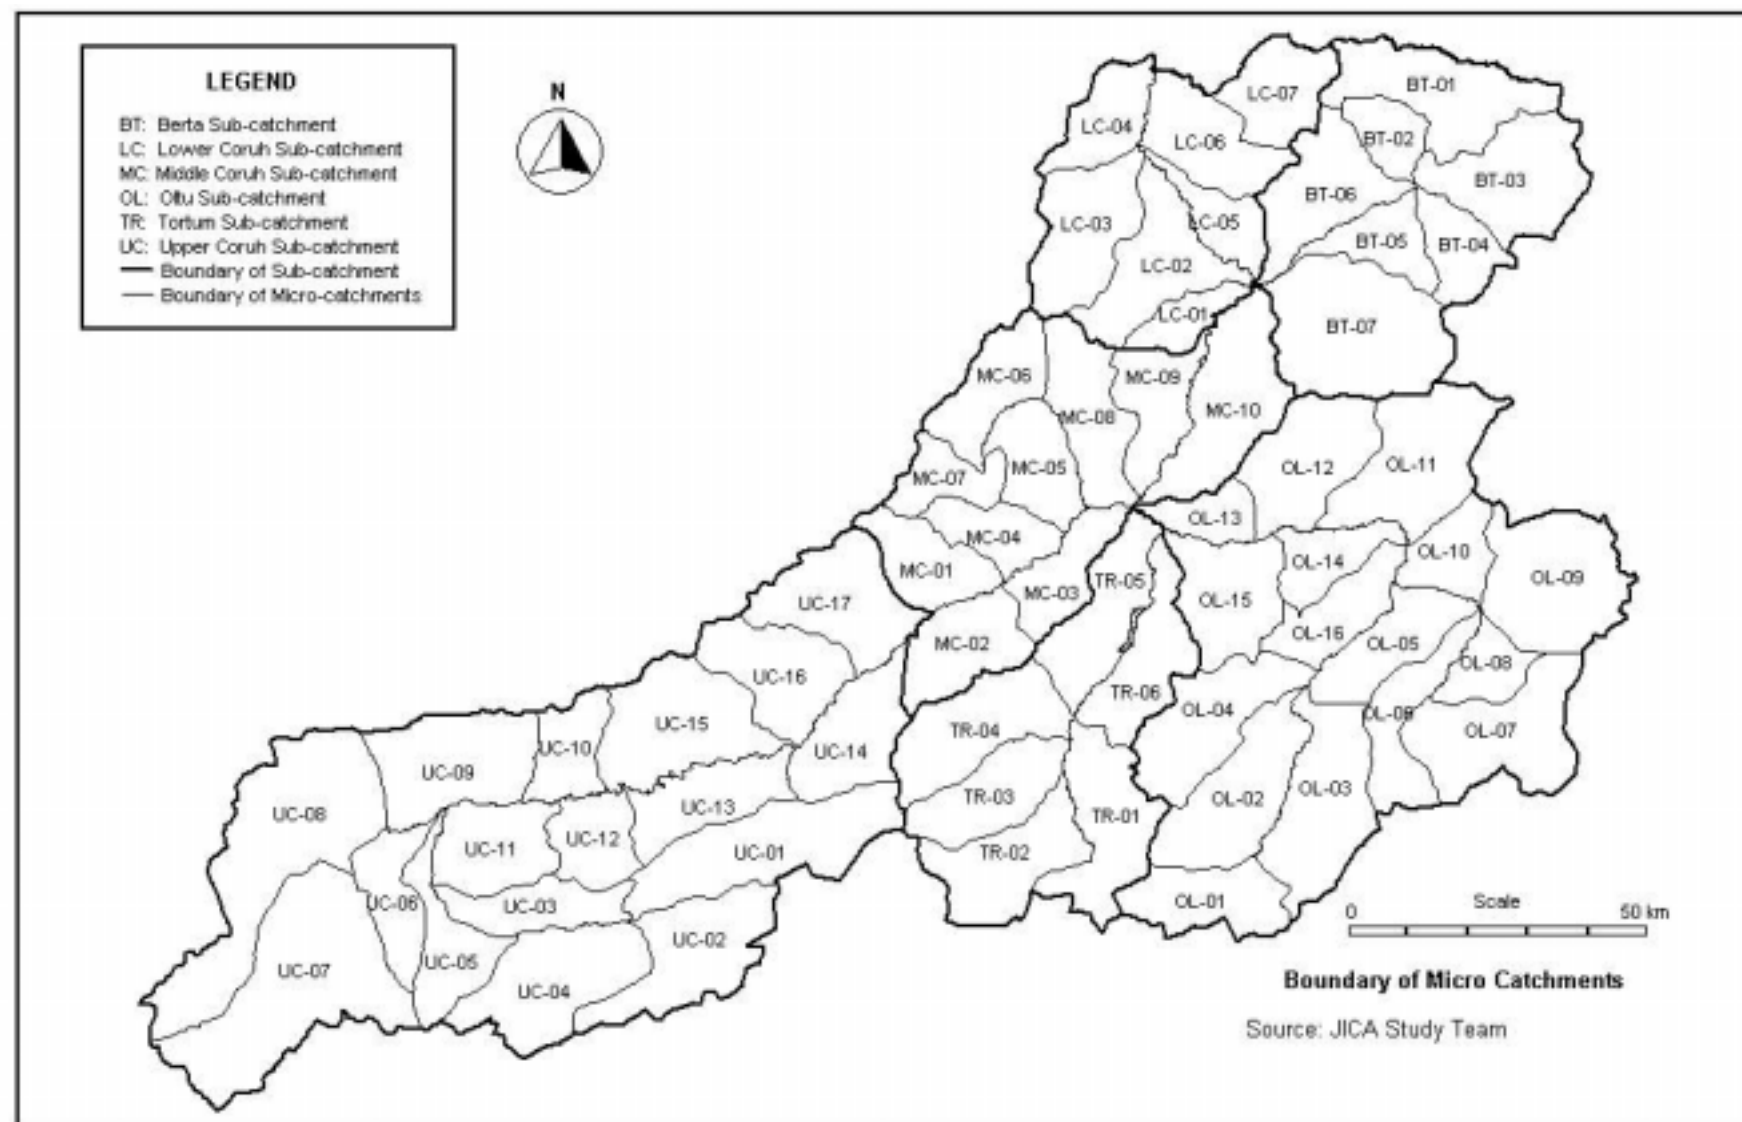 LEGEND
BT: Berta Sub-catchment
LC: Lower Coruh Sub-catchment
MC: Middle Coruh Sub-catchment
OL: Oltu Sub-catchment
TR: Tortum Sub-catchment
UC: Upper Coruh Sub-catchment
Boundary of Sub-catchment
Boundary of Micro-catchments
N
BT-01
LC-07
LC-04
LC-06
BT-02
BT-03
BT-06
LC-03
LC-05
BT-05
BT-04
LC-02
LC-01
BT-07
MC-06
MC-09
MC-08
MC-10
MC-07
MC-05
OL-12
OL-11
OL-13
MC-04
OL-14
OL-10
MC-01
TR-05
OL-09
MC-03
OL-15
UC-17
OL-16
MC-02
OL-05
OL-08
UC-16
TR-06
OL-04
OL-06
UC-15
TR-04
OL-07
UC-10
UC-14
UC-09
OL-02
OL-03
TR-03
UC-13
UC-08
TR-01
UC-12
UC-11
UC-01
TR-02
UC-06
UC-03
OL-01
Scale
0 50 km
UC-02
UC-05
UC-07
UC-04
Boundary of Micro Catchments
Source: JICA Study Team